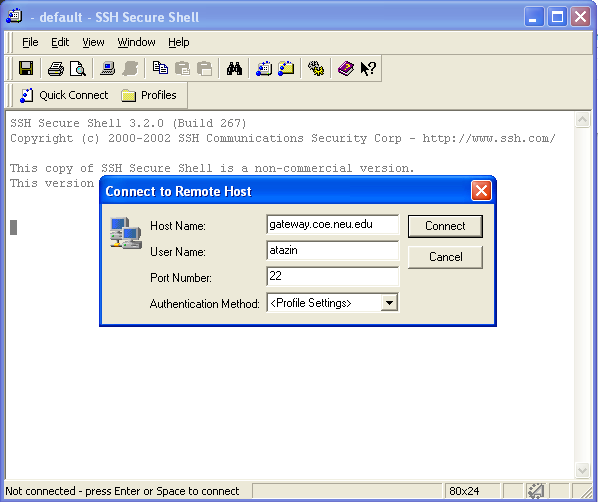 - default - SSH Secure Shell
File Edit View Window Help
Quick Connect Profiles
SSH Secure Shell 3.2.0 (Build 267)
Copyright (c) 2000-2002 SSH Communications Security Corp - http://www.ssh.com/
This copy of SSH Secure Shell is a non-commercial version.
This version
Connect to Remote Host
Host Name: gateway.coe.neu.edu Connect
User Name: atazin Cancel
Port Number: 22
Authentication Method: <Profile Settings>
Not connected - press Enter or Space to connect 80x24